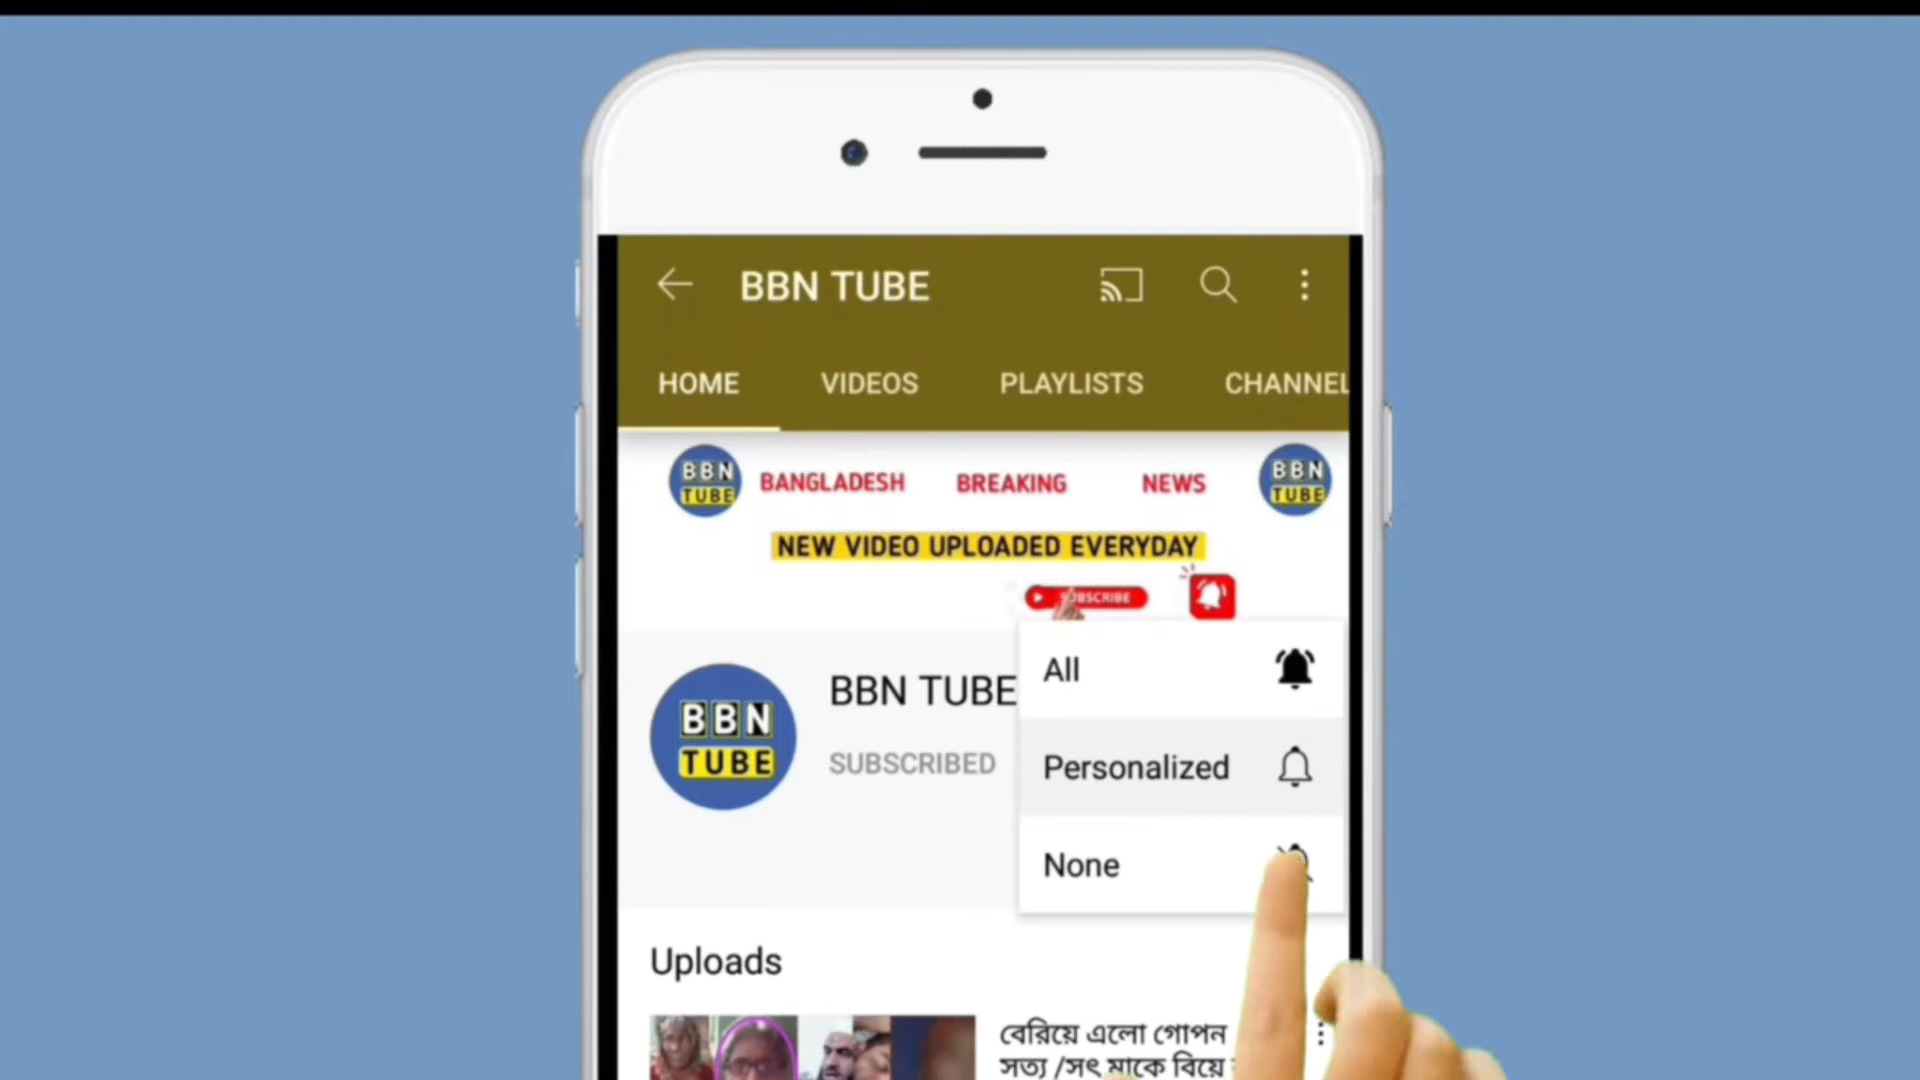 BBN TUBE
HOME VIDEOS PLAYLISTS CHANNEL
BBN TUBE BANGLADESH BREAKING NEWS BBN TUBE
NEW VIDEO UPLOADED EVERYDAY
SUBSCRIBE
All
BBN TUBE
BBN
TUBE
SUBSCRIBED
Personalized
None
Uploads
বেরিয়ে এলো গোপন
সত্য /সৎ মাকে বিয়ে